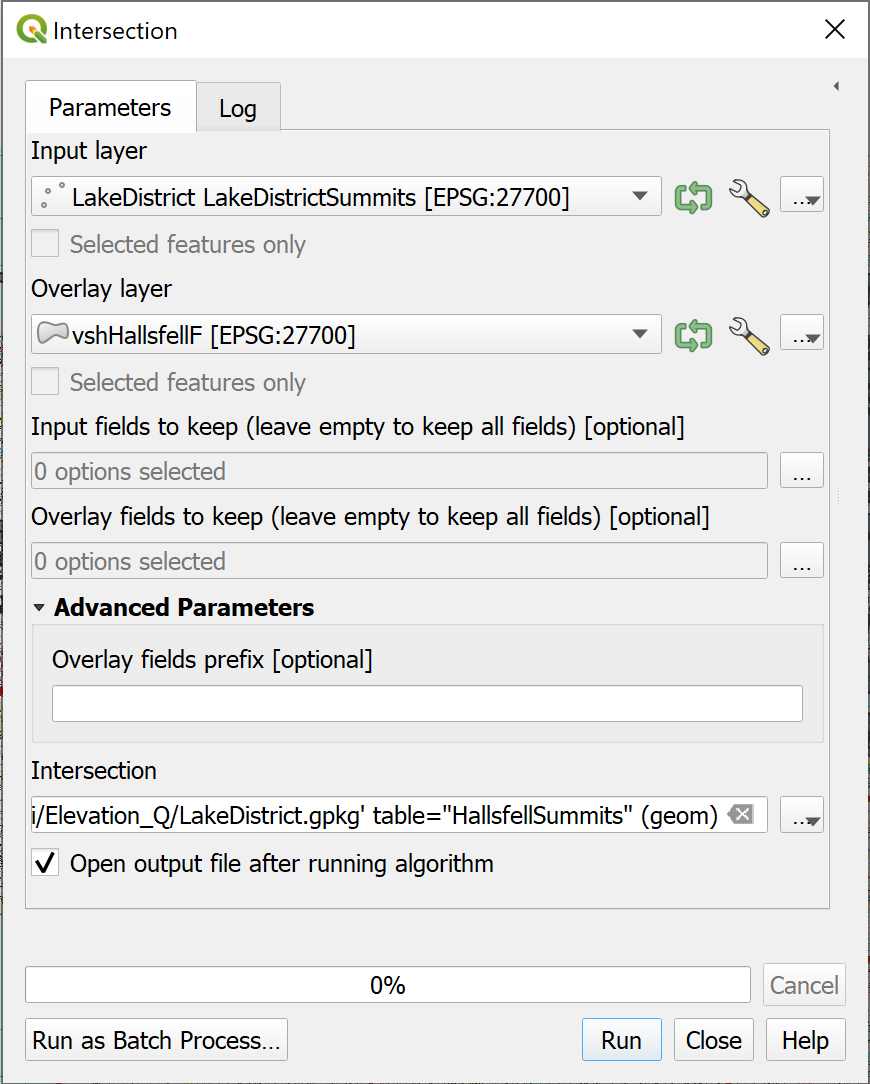 Intersection
Parameters
Log
Input layer
LakeDistrict LakeDistrictSummits [EPSG:27700]
...
Selected features only
Overlay layer
vshHallsfellF [EPSG:27700]
...
Selected features only
Input fields to keep (leave empty to keep all fields) [optional]
0 options selected
...
Overlay fields to keep (leave empty to keep all fields) [optional]
0 options selected
...
Advanced Parameters
Overlay fields prefix [optional]
Intersection
i/Elevation_Q/LakeDistrict.gpkg' table="HallsfellSummits" (geom)
...
Open output file after running algorithm
0%
Cancel
Run as Batch Process...
Run
Close
Help